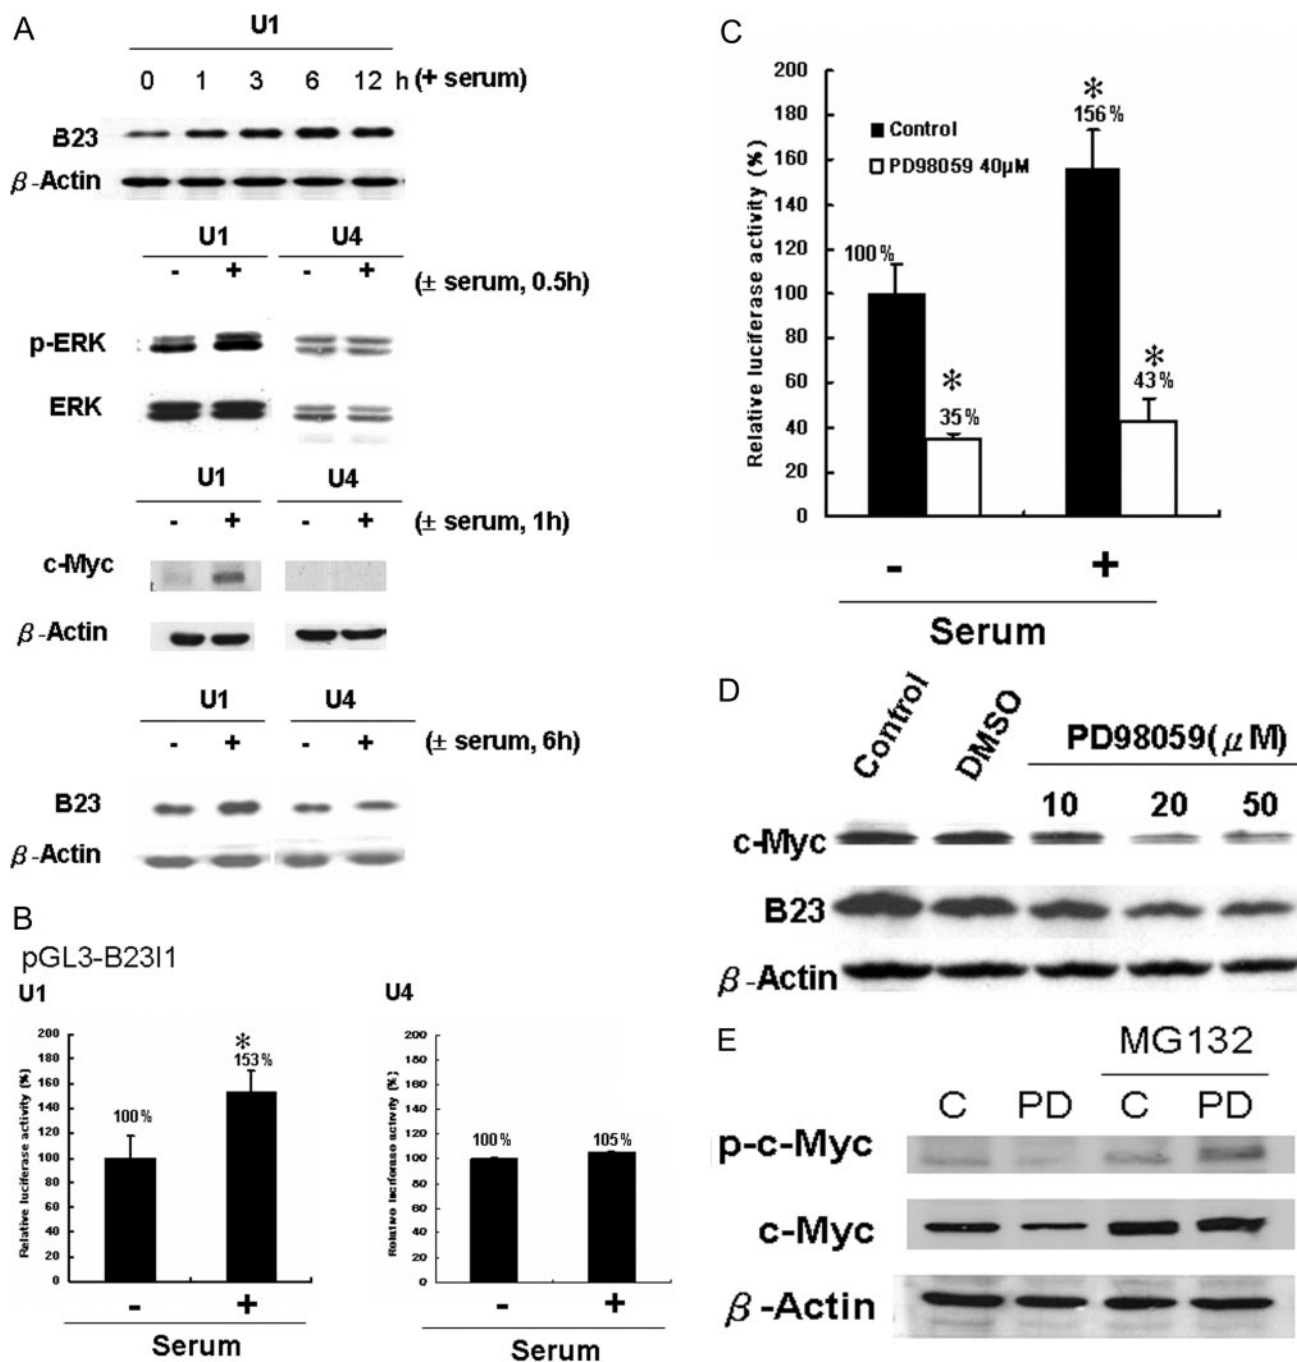 A
U1
0 1 3 6 12 h (+ serum)
B23
β-Actin
U1 U4
- + - +
(± serum, 0.5h)
p-ERK
ERK
U1 U4
- + - +
(± serum, 1h)
c-Myc
β-Actin
U1 U4
- + - +
(± serum, 6h)
B23
β-Actin
B
pGL3-B23I1
U1
Relative luciferase activity (%)
200
180
160
140
120
100
80
60
40
20
0
100%
*
153%
- +
Serum
U4
Relative luciferase activity (%)
200
180
160
140
120
100
80
60
40
20
0
100%
105%
- +
Serum
C
Relative luciferase activity (%)
200
180
160
140
120
100
80
60
40
20
0
Control
PD98059 40μM
100%
*
35%
*
156%
*
43%
- +
Serum
D
Control DMSO PD98059(μM)
10 20 50
c-Myc
B23
β-Actin
E
MG132
C PD C PD
p-c-Myc
c-Myc
β-Actin